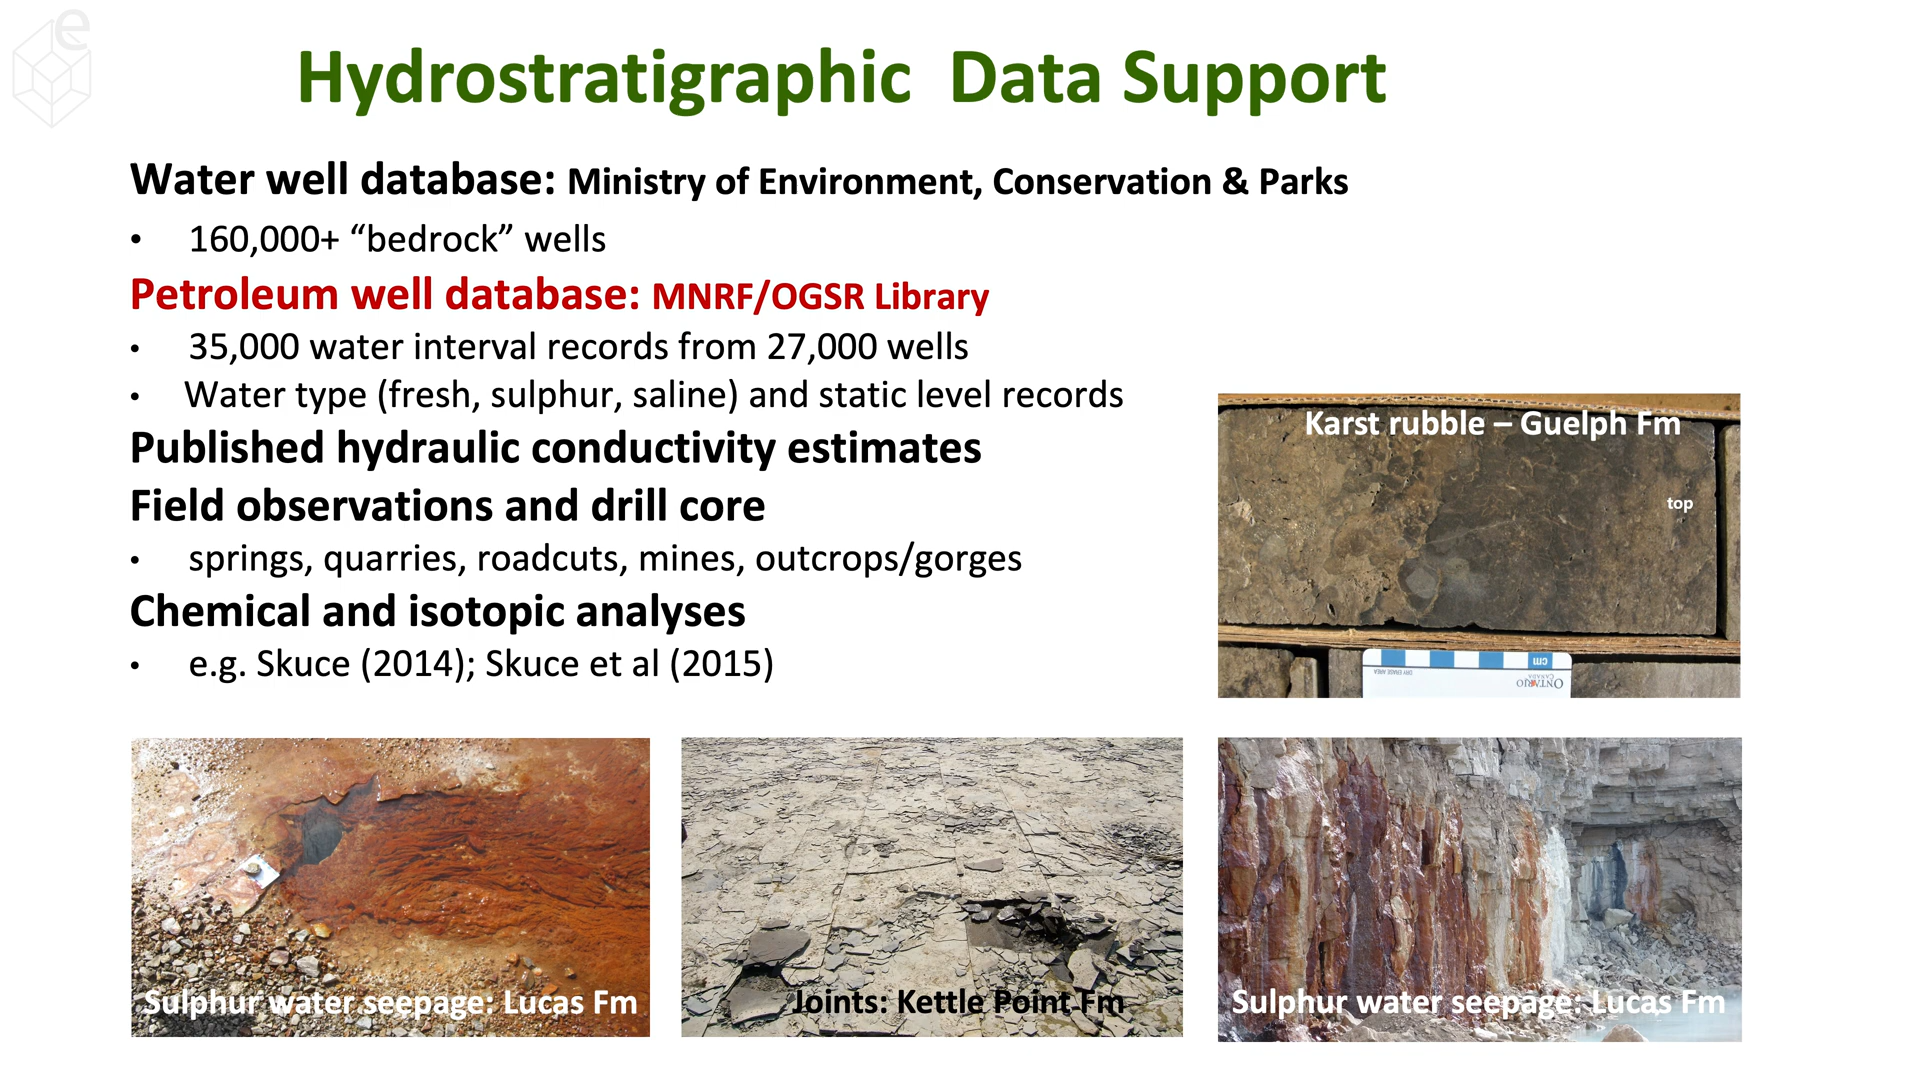 e
Hydrostratigraphic Data Support
Water well database: Ministry of Environment, Conservation & Parks
• 160,000+ “bedrock” wells
Petroleum well database: MNRF/OGSR Library
• 35,000 water interval records from 27,000 wells
• Water type (fresh, sulphur, saline) and static level records
Published hydraulic conductivity estimates
Field observations and drill core
• springs, quarries, roadcuts, mines, outcrops/gorges
Chemical and isotopic analyses
• e.g. Skuce (2014); Skuce et al (2015)
Karst rubble – Guelph Fm
top
cm
DRY ERASE AREA
ONTARIO
CANADA
Sulphur water seepage: Lucas Fm
Joints: Kettle Point Fm
Sulphur water seepage: Lucas Fm